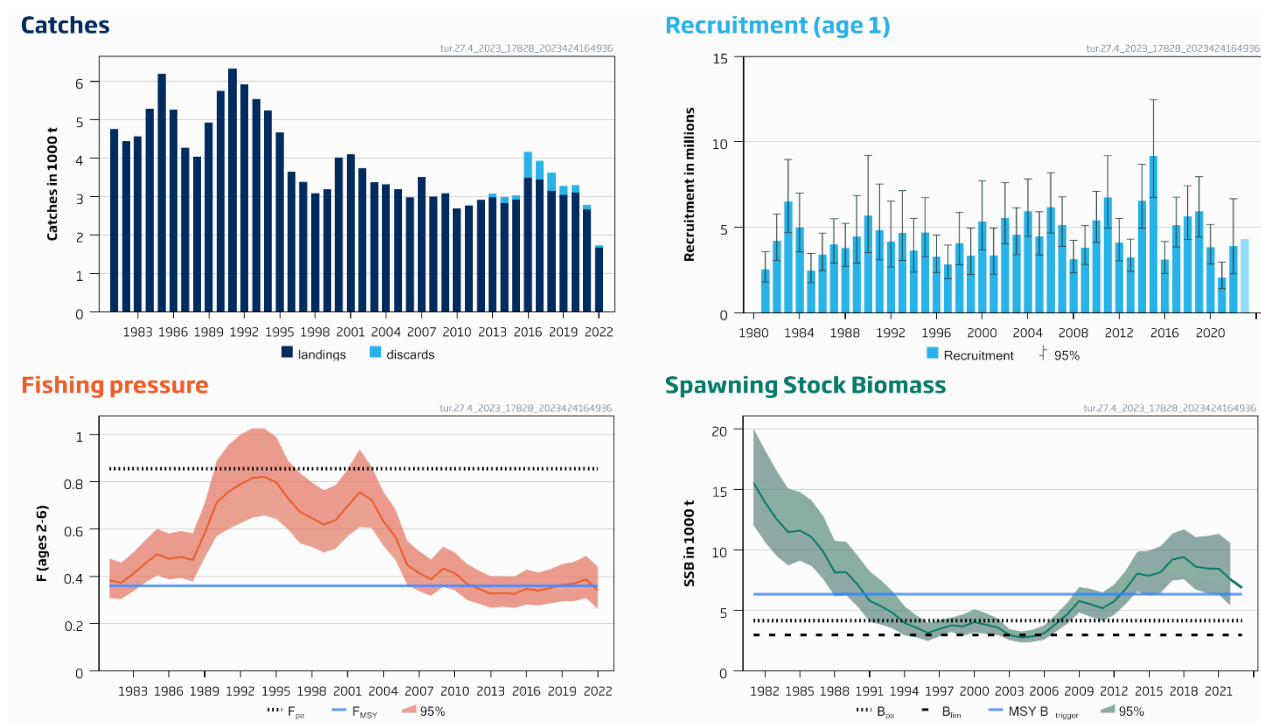 Catches
tur.27.4_2023_17828_2023424164936
Catches in 1000 t
6
5
4
3
2
1
0
1983 1986 1989 1992 1995 1998 2001 2004 2007 2010 2013 2016 2019 2022
landings discards
Recruitment (age 1)
tur.27.4_2023_17828_2023424164936
Recruitment in millions
15
10
5
0
1980 1984 1988 1992 1996 2000 2004 2008 2012 2016 2020
Recruitment 95%
Fishing pressure
tur.27.4_2023_17828_2023424164936
F (ages 2-6)
1
0.8
0.6
0.4
0.2
0
1983 1986 1989 1992 1995 1998 2001 2004 2007 2010 2013 2016 2019 2022
Fpa FMSY 95%
Spawning Stock Biomass
tur.27.4_2023_17828_2023424164936
SSB in 1000 t
20
15
10
5
0
1982 1985 1988 1991 1994 1997 2000 2003 2006 2009 2012 2015 2018 2021
Bpa Blim MSY Btrigger 95%